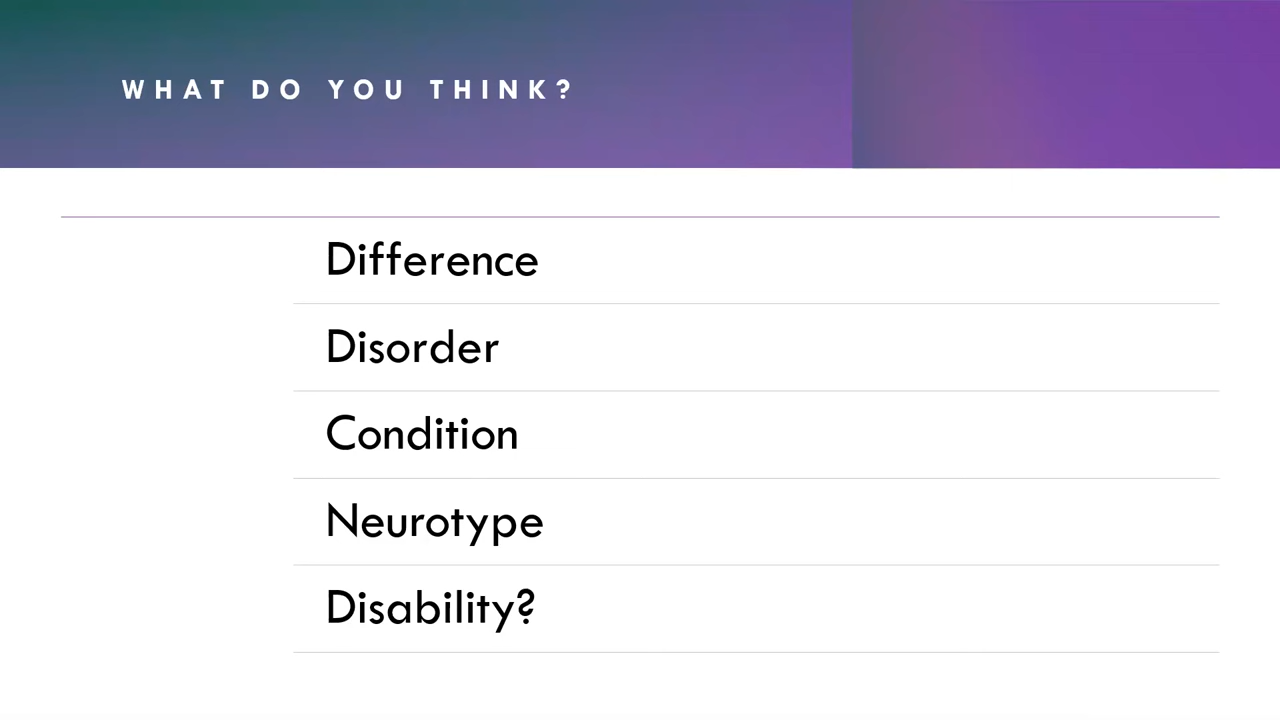 WHAT DO YOU THINK?
Difference
Disorder
Condition
Neurotype
Disability?